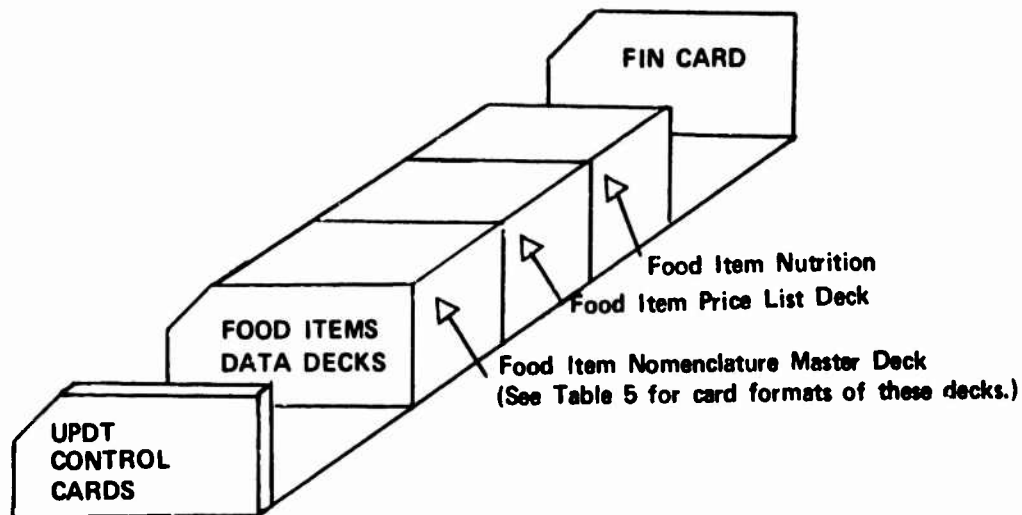 FIN CARD
Food Item Nutrition
Food Item Price List Deck
FOOD ITEMS
DATA DECKS
Food Item Nomenclature Master Deck
(See Table 5 for card formats of these decks.)
UPDT
CONTROL
CARDS